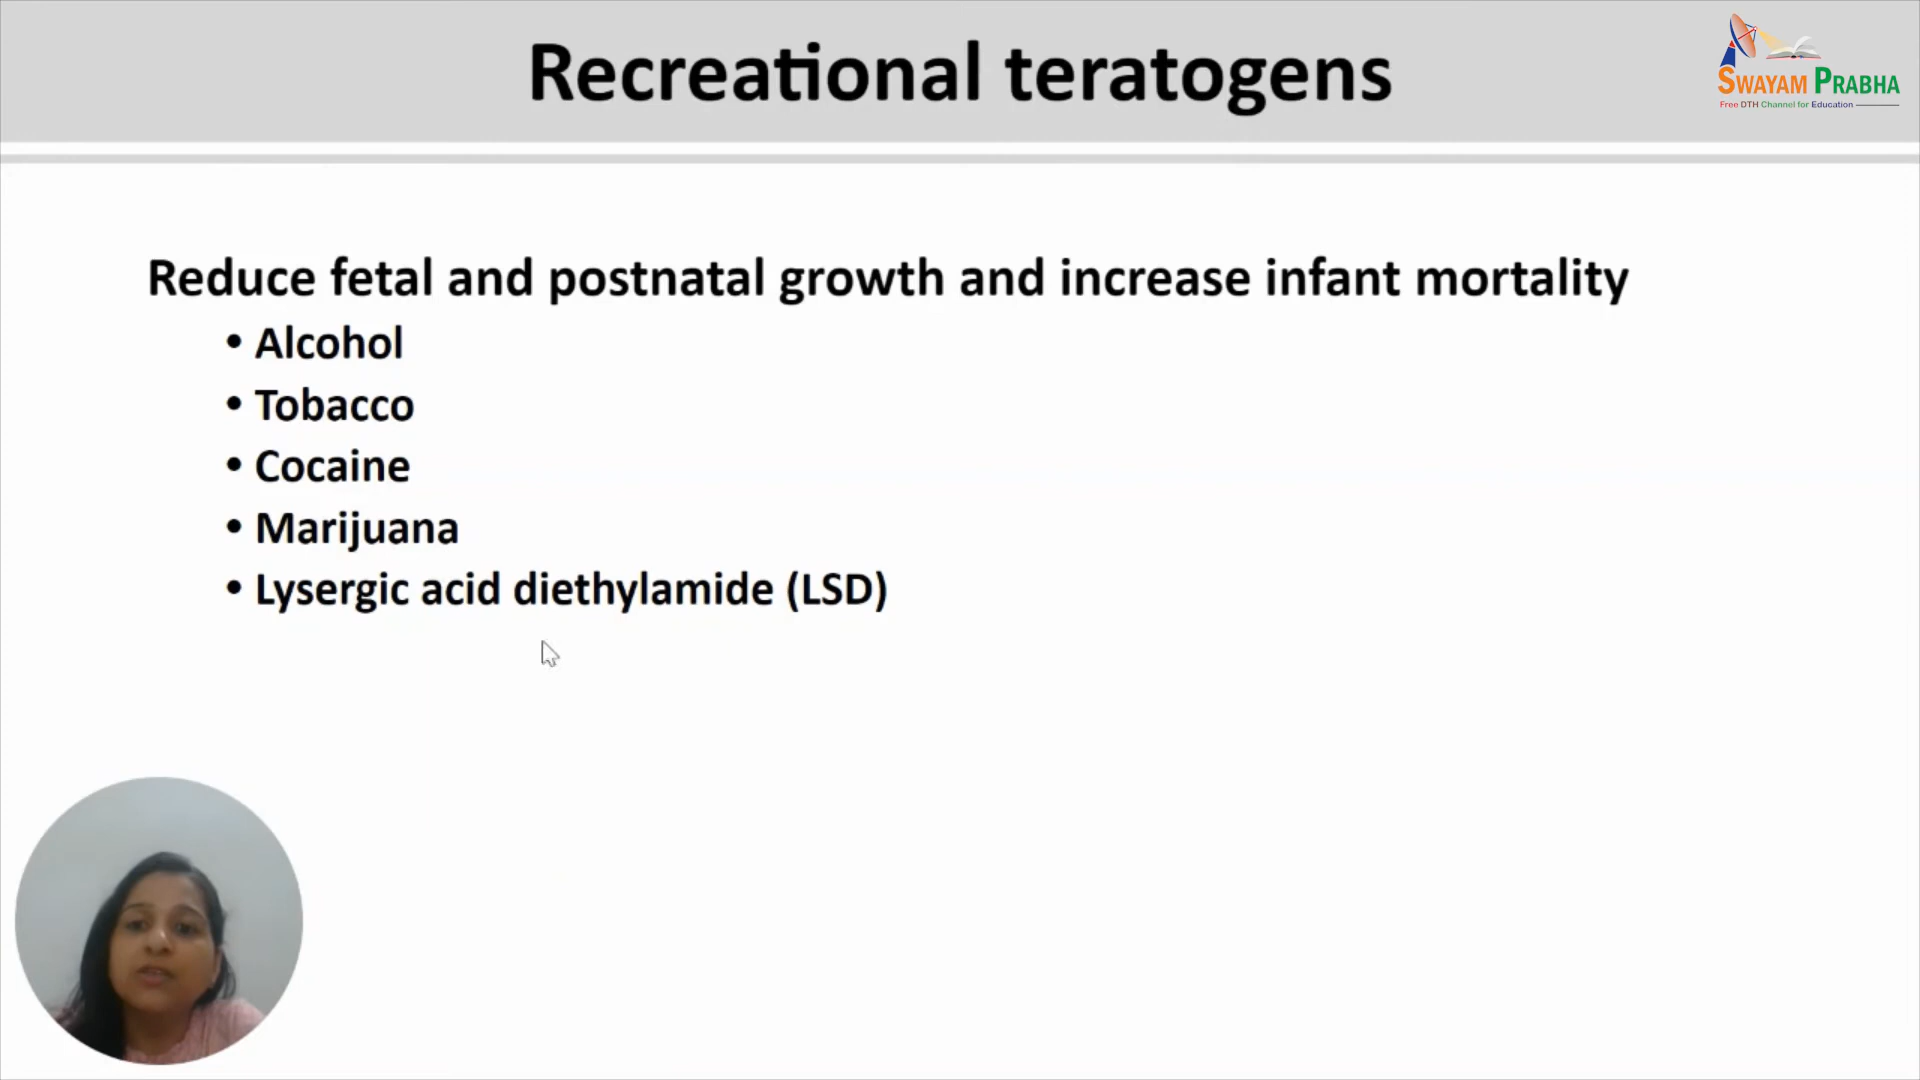 Recreational teratogens
SWAYAM PRABHA
Free DTH Channel for Education
Reduce fetal and postnatal growth and increase infant mortality
• Alcohol
• Tobacco
• Cocaine
• Marijuana
• Lysergic acid diethylamide (LSD)